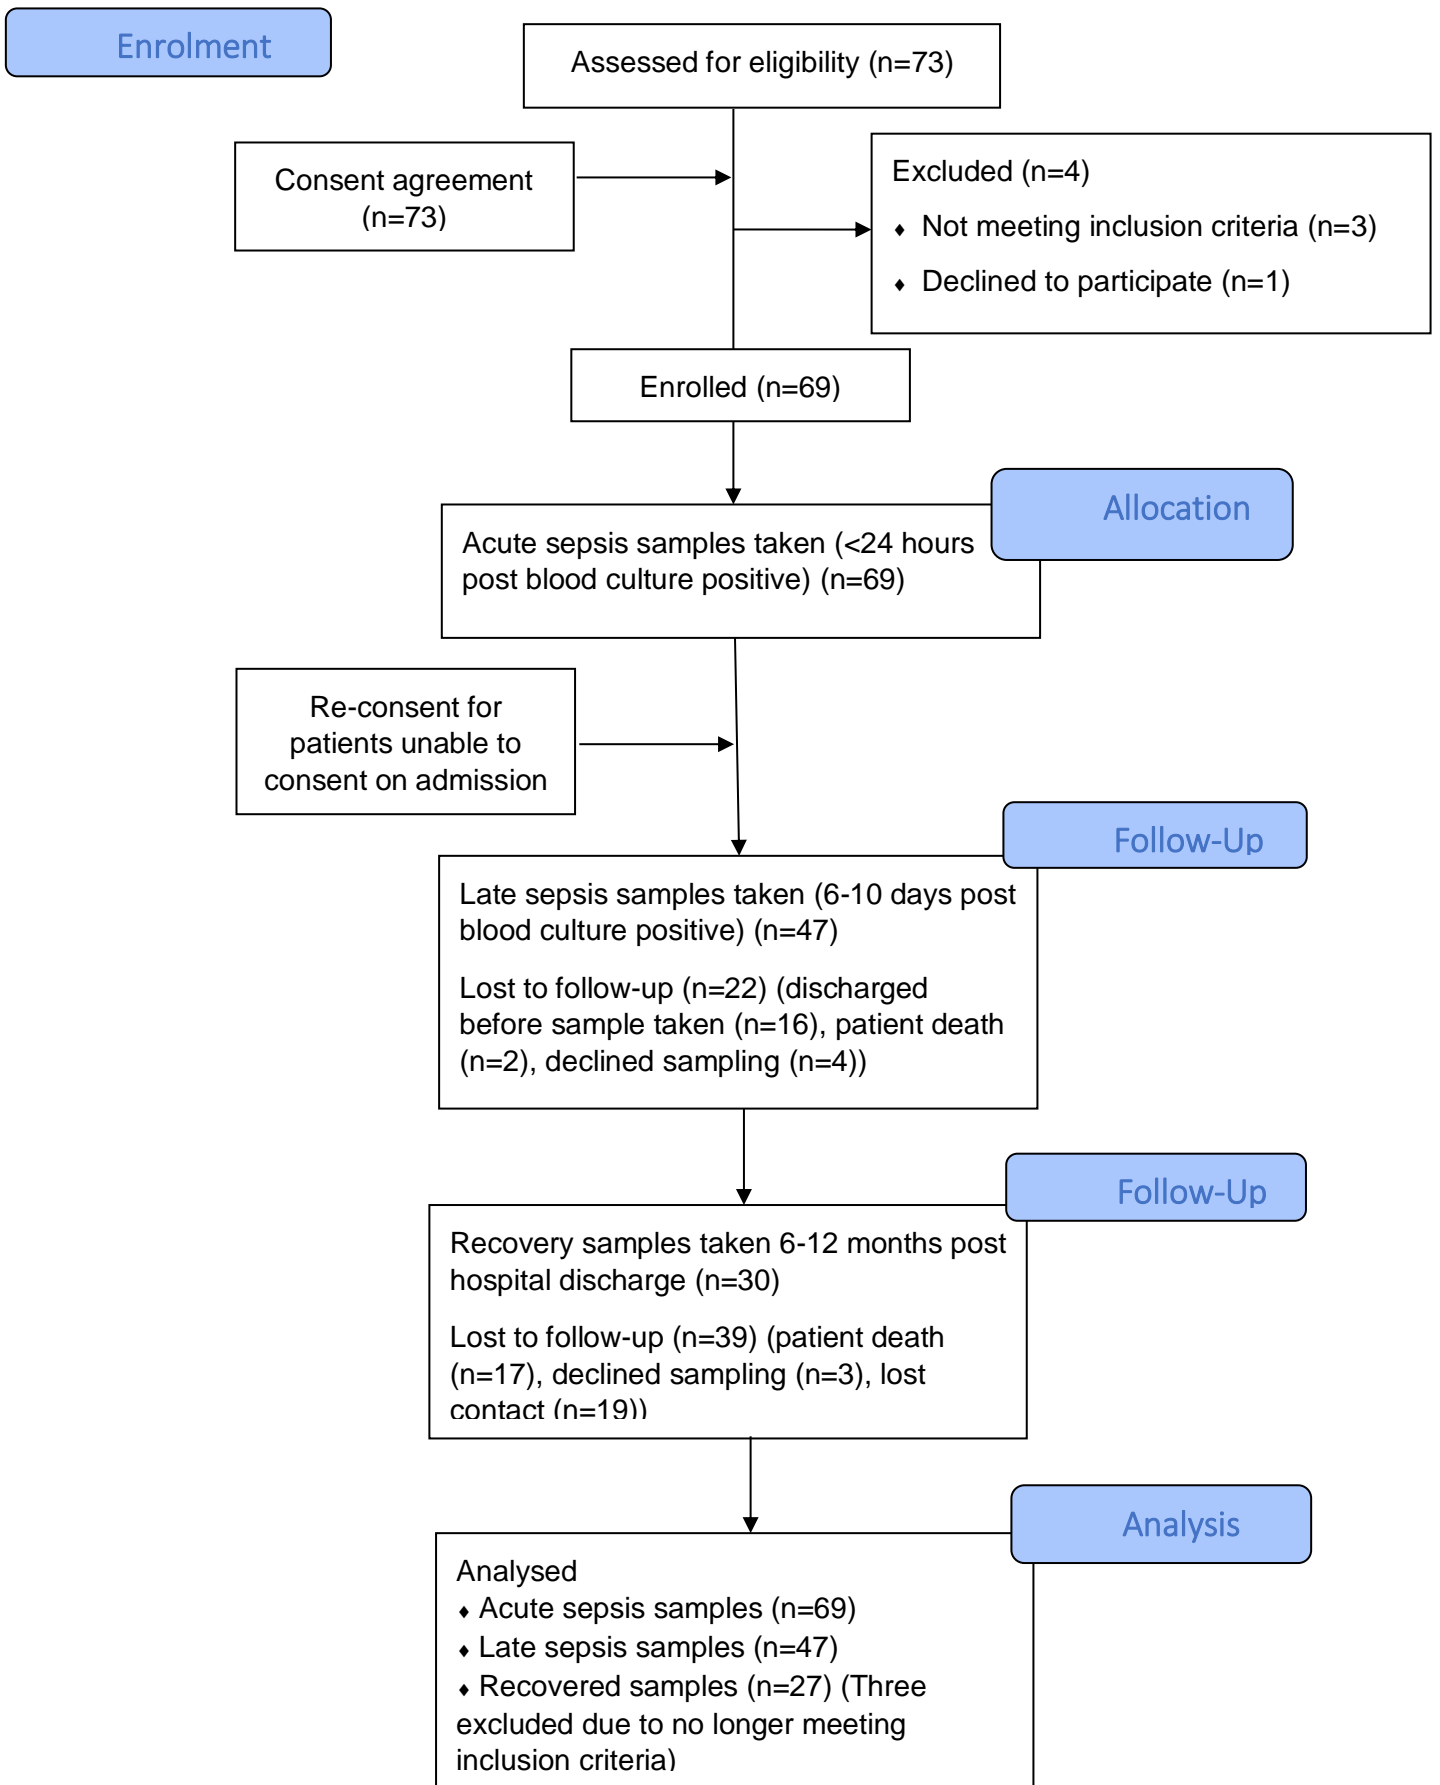 Enrolment
Assessed for eligibility (n=73)
Consent agreement
(n=73)
Excluded (n=4)
♦ Not meeting inclusion criteria (n=3)
♦ Declined to participate (n=1)
Enrolled (n=69)
Allocation
Acute sepsis samples taken (<24 hours
post blood culture positive) (n=69)
Re-consent for
patients unable to
consent on admission
Follow-Up
Late sepsis samples taken (6-10 days post
blood culture positive) (n=47)
Lost to follow-up (n=22) (discharged
before sample taken (n=16), patient death
(n=2), declined sampling (n=4))
Follow-Up
Recovery samples taken 6-12 months post
hospital discharge (n=30)
Lost to follow-up (n=39) (patient death
(n=17), declined sampling (n=3), lost
contact (n=19))
Analysis
Analysed
♦ Acute sepsis samples (n=69)
♦ Late sepsis samples (n=47)
♦ Recovered samples (n=27) (Three
excluded due to no longer meeting
inclusion criteria)